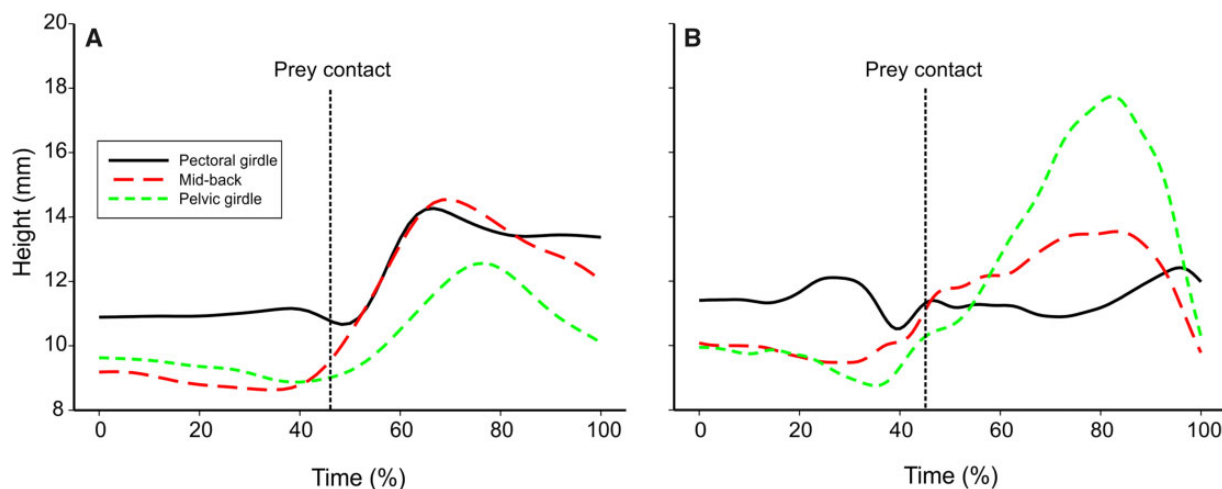 A
B
Prey contact
Prey contact
Pectoral girdle
Mid-back
Pelvic girdle
Height (mm)
20
18
16
14
12
10
8
0
20
40
60
80
100
0
20
40
60
80
100
Time (%)
Time (%)